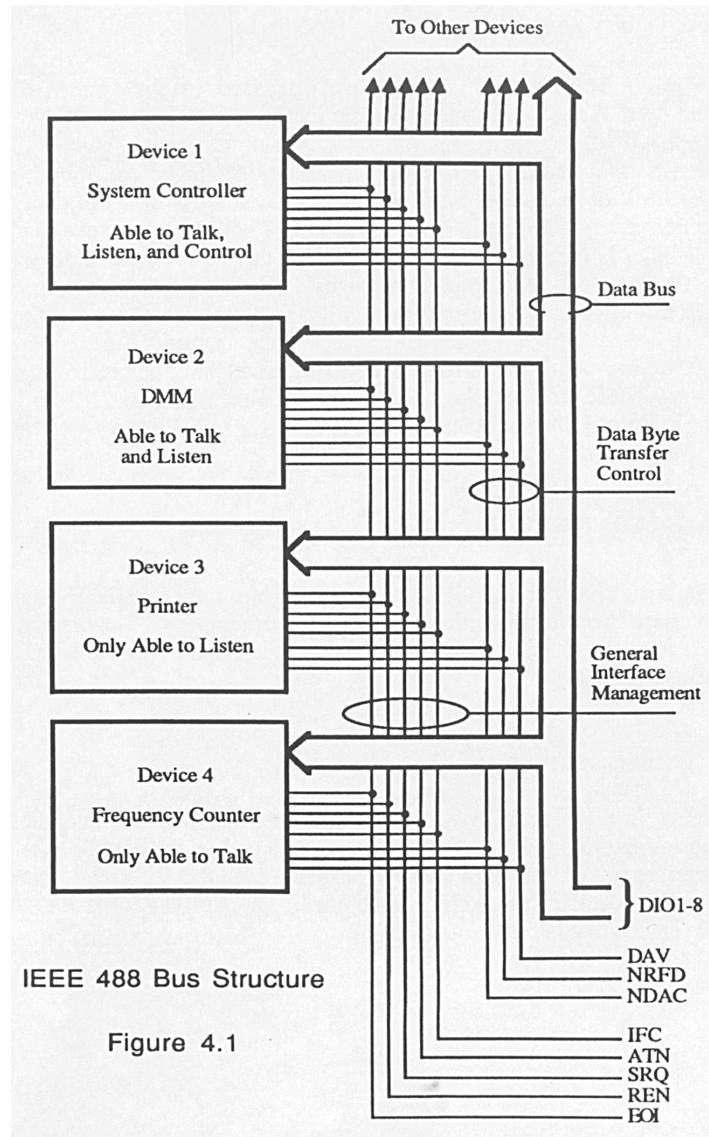 To Other Devices
Device 1
System Controller
Able to Talk,
Listen, and Control
Data Bus
Device 2
DMM
Able to Talk
and Listen
Data Byte
Transfer
Control
Device 3
Printer
Only Able to Listen
General
Interface
Management
Device 4
Frequency Counter
Only Able to Talk
DIO1-8
DAV
NRFD
NDAC
IFC
ATN
SRQ
REN
EOI
IEEE 488 Bus Structure
Figure 4.1